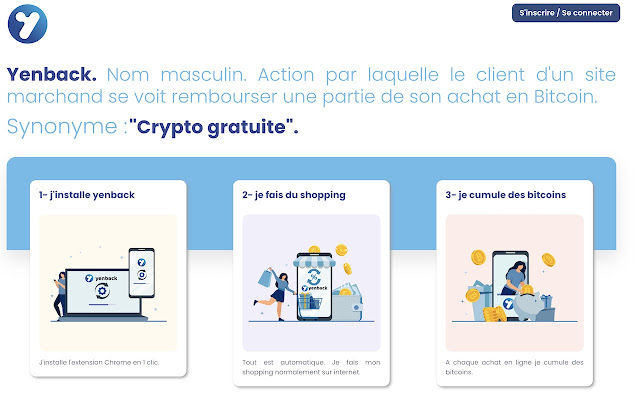 S'inscrire / Se connecter
Yenback. Nom masculin. Action par laquelle le client d'un site
marchand se voit rembourser une partie de son achat en Bitcoin.
Synonyme :"Crypto gratuite".
1- j'installe yenback
2- je fais du shopping
3- je cumule des bitcoins
yenback
yenback
J'installe l'extension Chrome en 1 clic.
Tout est automatique. Je fais mon
shopping normalement sur internet.
A chaque achat en ligne je cumule des
bitcoins.